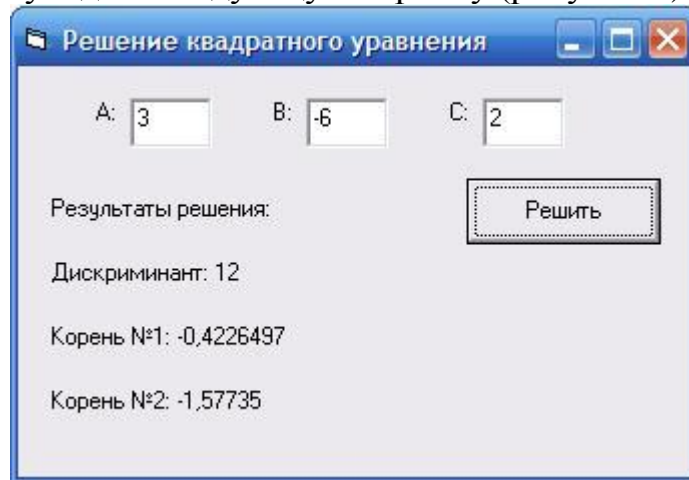 Решение квадратного уравнения
A: 3 B: -6 C: 2
Результаты решения: Решить
Дискриминант: 12
Корень №1: -0,4226497
Корень №2: -1,57735